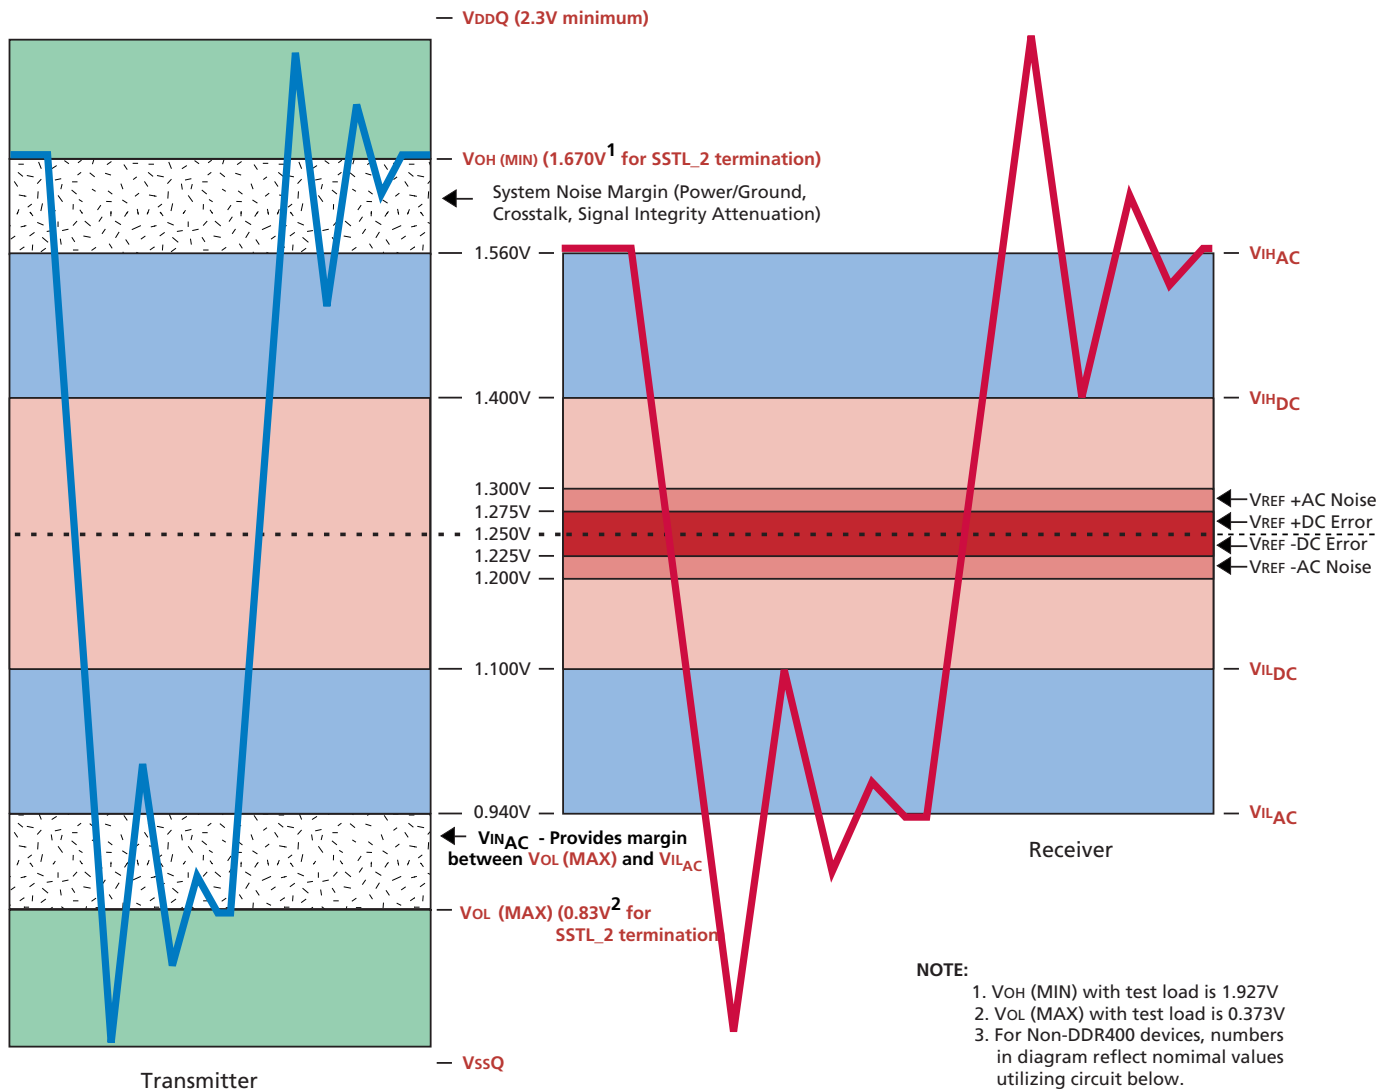 VDDQ (2.3V minimum)
VOH (MIN) (1.670V1 for SSTL_2 termination)
System Noise Margin (Power/Ground,
Crosstalk, Signal Integrity Attenuation)
1.560V
VIHAC
1.400V
VIHDC
1.300V
VREF +AC Noise
1.275V
VREF +DC Error
1.250V
VREF -DC Error
1.225V
VREF -AC Noise
1.200V
1.100V
VILDC
0.940V
VILAC
VINAC - Provides margin
between VOL (MAX) and VILAC
Receiver
VOL (MAX) (0.83V2 for
SSTL_2 termination
NOTE:
1. VOH (MIN) with test load is 1.927V
2. VOL (MAX) with test load is 0.373V
3. For Non-DDR400 devices, numbers
in diagram reflect nomimal values
utilizing circuit below.
VssQ
Transmitter